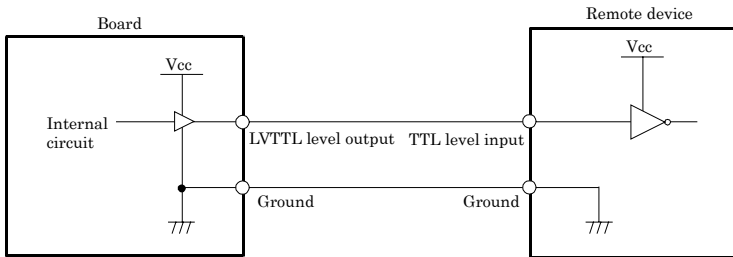 Board
Remote device
Vcc
Vcc
Internal
circuit
LVTTL level output
TTL level input
Ground
Ground